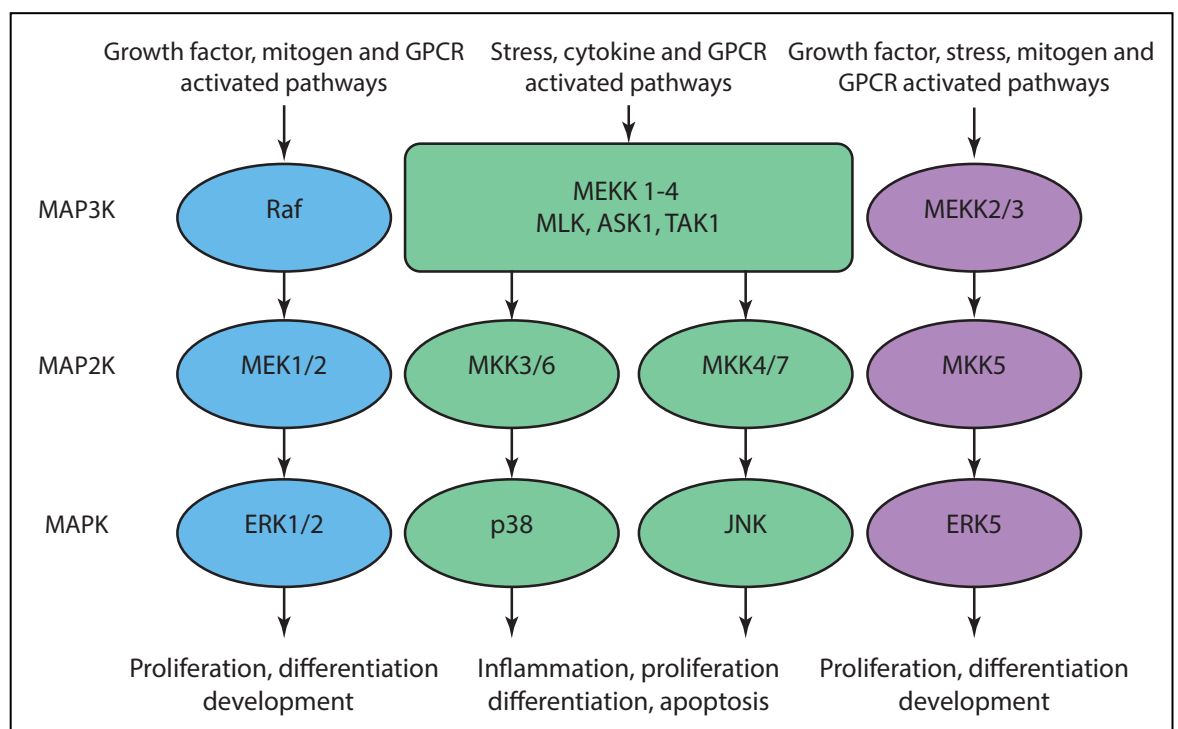 Growth factor, mitogen and GPCR
activated pathways
Stress, cytokine and GPCR
activated pathways
Growth factor, stress, mitogen and
GPCR activated pathways
MAP3K
Raf
MEKK 1-4
MLK, ASK1, TAK1
MEKK2/3
MAP2K
MEK1/2
MKK3/6
MKK4/7
MKK5
MAPK
ERK1/2
p38
JNK
ERK5
Proliferation, differentiation
development
Inflammation, proliferation
differentiation, apoptosis
Proliferation, differentiation
development